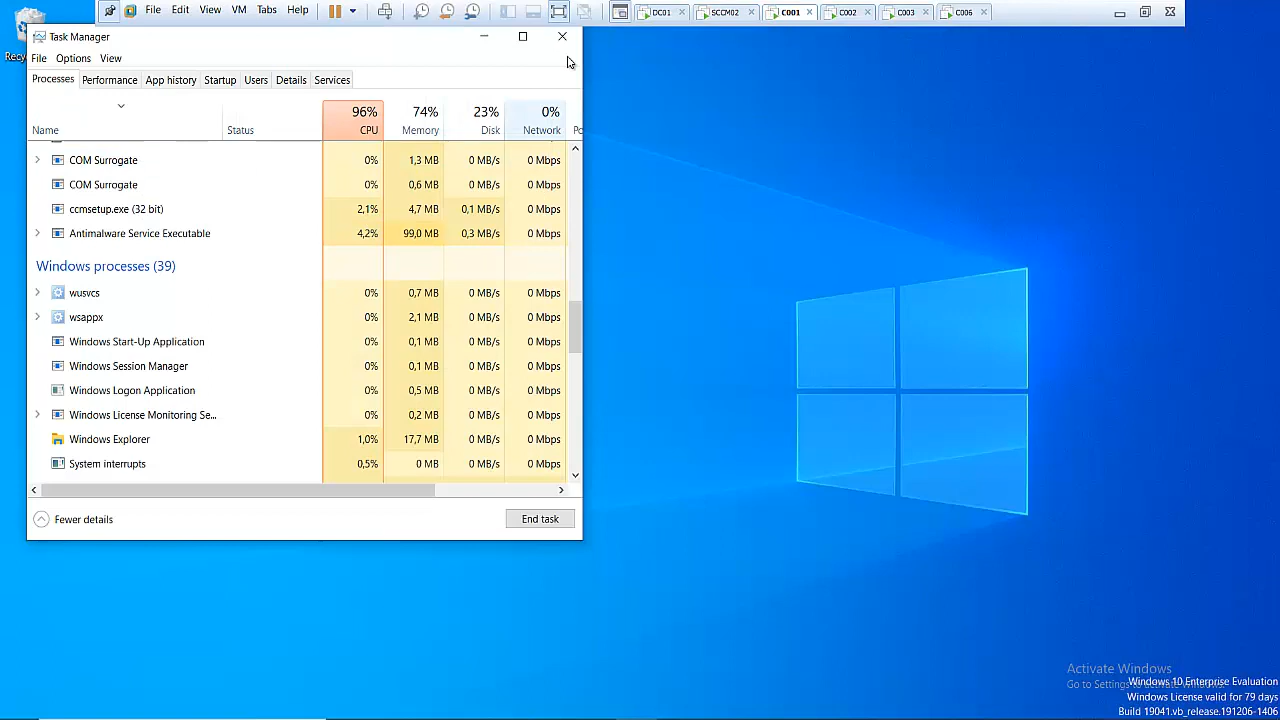 File Edit View VM Tabs Help
DC01 SCCM02 C001 C002 C003 C006
Task Manager
File Options View
Processes Performance App history Startup Users Details Services
96% 74% 23% 0%
Name Status CPU Memory Disk Network Po
COM Surrogate 0% 1,3 MB 0 MB/s 0 Mbps
COM Surrogate 0% 0,6 MB 0 MB/s 0 Mbps
ccmsetup.exe (32 bit) 2,1% 4,7 MB 0,1 MB/s 0 Mbps
Antimalware Service Executable 4,2% 99,0 MB 0,3 MB/s 0 Mbps
Windows processes (39)
wusvcs 0% 0,7 MB 0 MB/s 0 Mbps
wsappx 0% 2,1 MB 0 MB/s 0 Mbps
Windows Start-Up Application 0% 0,1 MB 0 MB/s 0 Mbps
Windows Session Manager 0% 0,1 MB 0 MB/s 0 Mbps
Windows Logon Application 0% 0,5 MB 0 MB/s 0 Mbps
Windows License Monitoring Se... 0% 0,2 MB 0 MB/s 0 Mbps
Windows Explorer 1,0% 17,7 MB 0 MB/s 0 Mbps
System interrupts 0,5% 0 MB 0 MB/s 0 Mbps
Fewer details
End task
Recy
Activate Windows
Go to Settings to activate Windows.
Windows 10 Enterprise Evaluation
Windows License valid for 79 days
Build 19041.vb_release.191206-1406